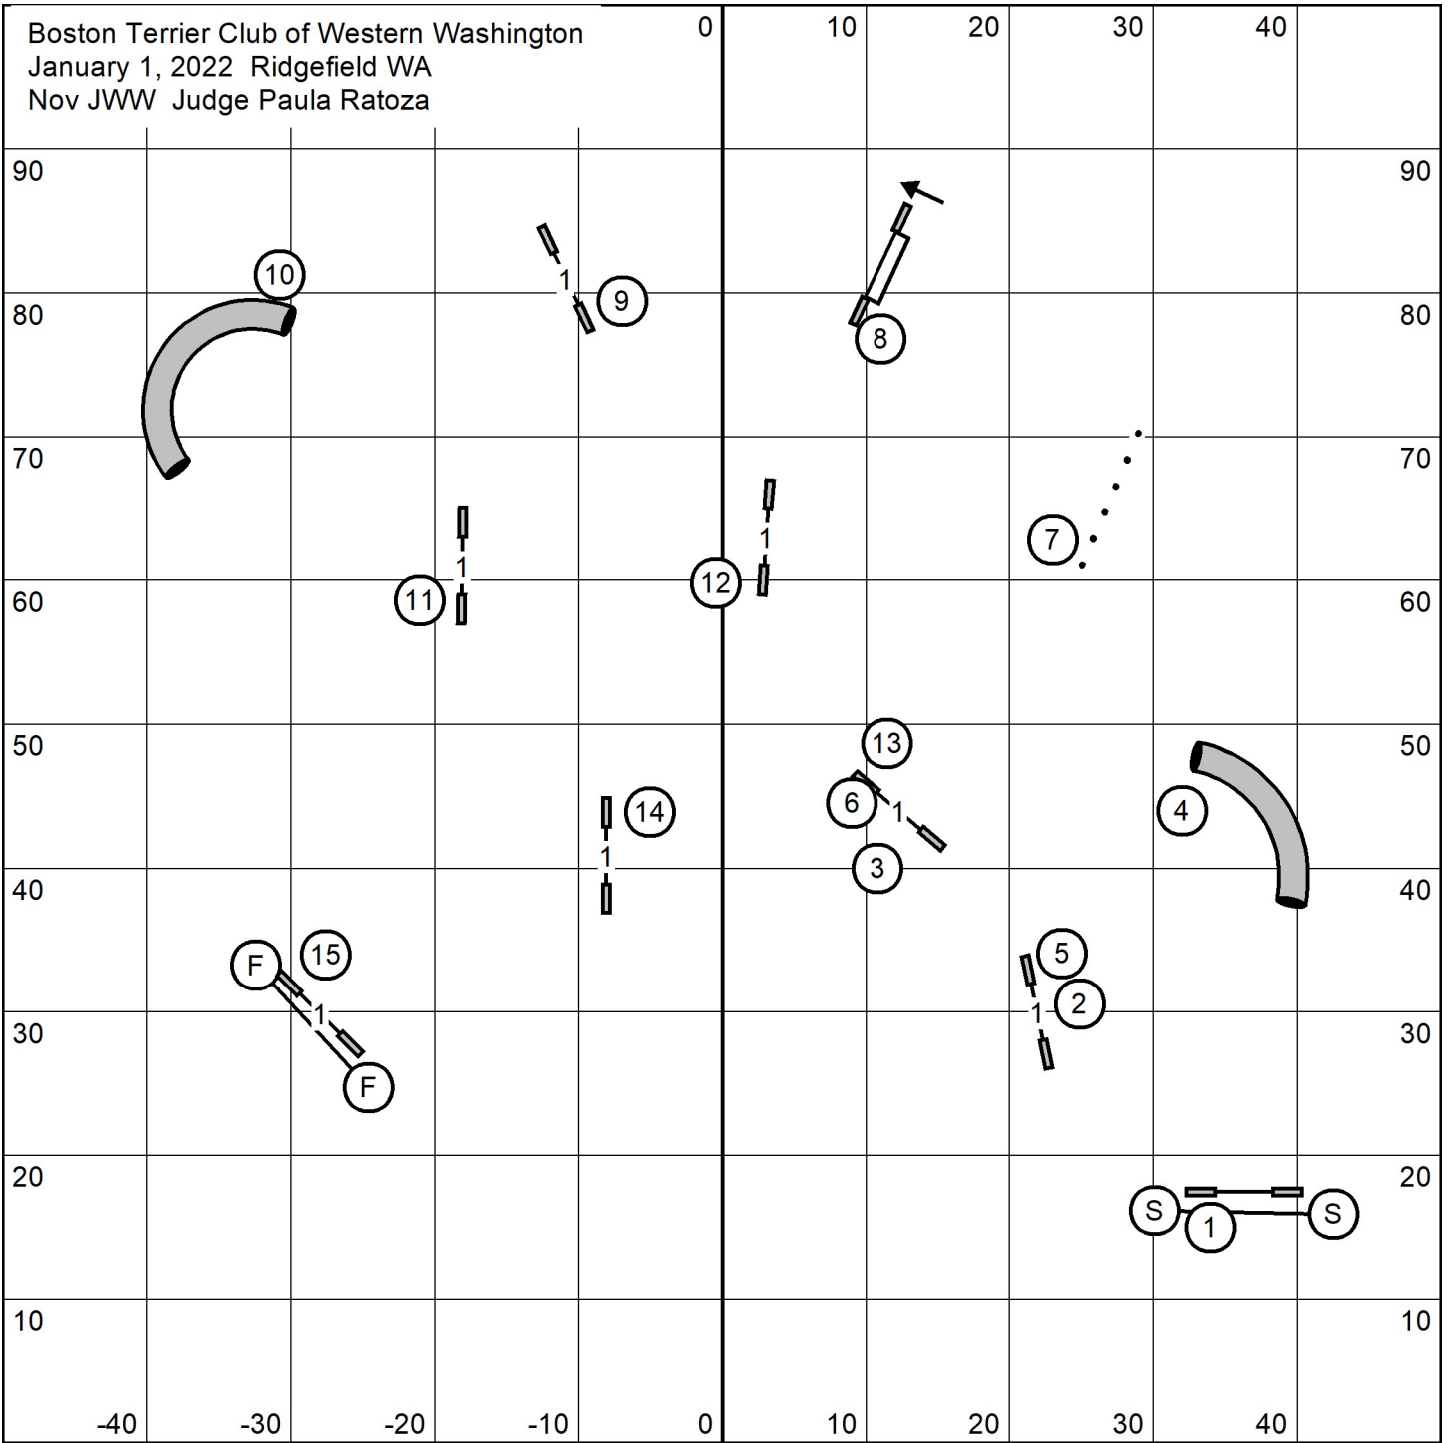 Boston Terrier Club of Western Washington
January 1, 2022  Ridgefield WA
Nov JWW  Judge Paula Ratoza
0 10 20 30 40
90 90
10 1 9 80 8 80
70 70
1 1 7
11 12 60 60
13 50 50
14 6 1 4
1 3 40 40
F 15 5
1 1 2 30 30
F
20 20
S 1 S
10 10
-40 -30 -20 -10 0 10 20 30 40